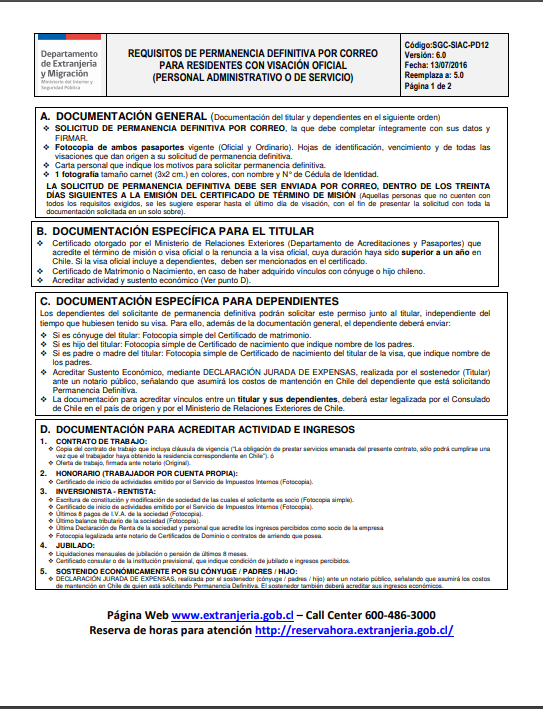 Departamento
de Extranjería
y Migración
Ministerio del Interior y
Seguridad Pública
REQUISITOS DE PERMANENCIA DEFINITIVA POR CORREO
PARA RESIDENTES CON VISACIÓN OFICIAL
(PERSONAL ADMINISTRATIVO O DE SERVICIO)
Código:SGC-SIAC-PD12
Versión: 6.0
Fecha: 13/07/2016
Reemplaza a: 5.0
Página 1 de 2
A. DOCUMENTACIÓN GENERAL (Documentación del titular y dependientes en el siguiente orden)
❖ SOLICITUD DE PERMANENCIA DEFINITIVA POR CORREO, la que debe completar íntegramente con sus datos y
FIRMAR.
❖ Fotocopia de ambos pasaportes vigente (Oficial y Ordinario). Hojas de identificación, vencimiento y de todas las
visaciones que dan origen a su solicitud de permanencia definitiva.
❖ Carta personal que indique los motivos para solicitar permanencia definitiva.
❖ 1 fotografía tamaño carnet (3x2 cm.) en colores, con nombre y N° de Cédula de Identidad.
LA SOLICITUD DE PERMANENCIA DEFINITIVA DEBE SER ENVIADA POR CORREO, DENTRO DE LOS TREINTA
DÍAS SIGUIENTES A LA EMISIÓN DEL CERTIFICADO DE TÉRMINO DE MISIÓN (Aquellas personas que no cuenten con
todos los requisitos exigidos, se les sugiere esperar hasta el último día de visación, con el fin de presentar la solicitud con toda la
documentación solicitada en un solo sobre).
B. DOCUMENTACIÓN ESPECÍFICA PARA EL TITULAR
❖ Certificado otorgado por el Ministerio de Relaciones Exteriores (Departamento de Acreditaciones y Pasaportes) que
acredite el término de misión o visa oficial o la renuncia a la visa oficial, cuya duración haya sido superior a un año en
Chile. Si la visa oficial incluye a dependientes, deben ser mencionados en el certificado.
❖ Certificado de Matrimonio o Nacimiento, en caso de haber adquirido vínculos con cónyuge o hijo chileno.
❖ Acreditar actividad y sustento económico (Ver punto D).
C. DOCUMENTACIÓN ESPECÍFICA PARA DEPENDIENTES
Los dependientes del solicitante de permanencia definitiva podrán solicitar este permiso junto al titular, independiente del
tiempo que hubiesen tenido su visa. Para ello, además de la documentación general, el dependiente deberá enviar:
❖ Si es cónyuge del titular: Fotocopia simple del Certificado de matrimonio.
❖ Si es hijo del titular: Fotocopia simple de Certificado de nacimiento que indique nombre de los padres.
❖ Si es padre o madre del titular: Fotocopia simple de Certificado de nacimiento del titular de la visa, que indique nombre de
los padres.
❖ Acreditar Sustento Económico, mediante DECLARACIÓN JURADA DE EXPENSAS, realizada por el sostenedor (Titular)
ante un notario público, señalando que asumirá los costos de mantención en Chile del dependiente que está solicitando
Permanencia Definitiva.
❖ La documentación para acreditar vínculos entre un titular y sus dependientes, deberá estar legalizada por el Consulado
de Chile en el país de origen y por el Ministerio de Relaciones Exteriores de Chile.
D. DOCUMENTACIÓN PARA ACREDITAR ACTIVIDAD E INGRESOS
1. CONTRATO DE TRABAJO:
❖ Copia del contrato de trabajo que incluya cláusula de vigencia ("La obligación de prestar servicios emanada del presente contrato, sólo podrá cumplirse una
vez que el trabajador haya obtenido la residencia correspondiente en Chile"). ó
❖ Oferta de trabajo, firmada ante notario (Original).
2. HONORARIO (TRABAJADOR POR CUENTA PROPIA):
❖ Certificado de inicio de actividades emitido por el Servicio de Impuestos Internos (Fotocopia).
3. INVERSIONISTA - RENTISTA:
❖ Escritura de constitución y modificación de sociedad de las cuales el solicitante es socio (Fotocopia simple).
❖ Certificado de inicio de actividades emitido por el Servicio de Impuestos Internos (Fotocopia).
❖ Últimos 8 pagos de I.V.A. de la sociedad (Fotocopia).
❖ Último balance tributario de la sociedad (Fotocopia).
❖ Última Declaración de Renta de la sociedad y personal que acredite los ingresos percibidos como socio de la empresa
❖ Fotocopia legalizada ante notario de Certificados de Dominio o contratos de arriendo que posea.
4. JUBILADO:
❖ Liquidaciones mensuales de jubilación o pensión de últimos 8 meses.
❖ Certificado consular o de la institución previsional, que indique condición de jubilado e ingresos percibidos.
5. SOSTENIDO ECONÓMICAMENTE POR SU CÓNYUGE / PADRES / HIJO:
❖ DECLARACIÓN JURADA DE EXPENSAS, realizada por el sostenedor (cónyuge / padres / hijo) ante un notario público, señalando que asumirá los costos
de mantención en Chile de quien está solicitando Permanencia Definitiva. El sostenedor también deberá acreditar sus ingresos económicos.
Página Web www.extranjeria.gob.cl – Call Center 600-486-3000
Reserva de horas para atención http://reservahora.extranjeria.gob.cl/